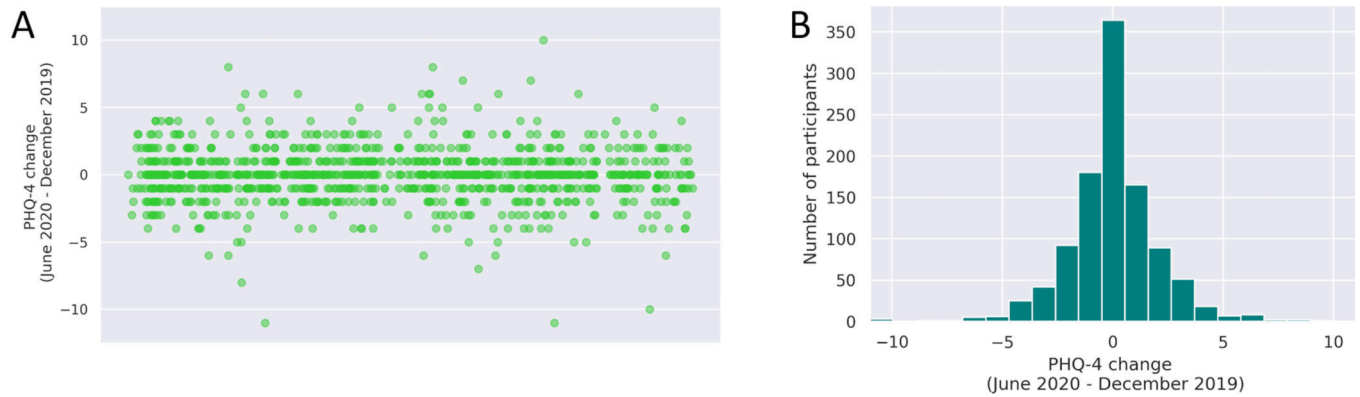 A
PHQ-4 change
(June 2020 - December 2019)
10
5
0
−5
−10
B
Number of participants
350
300
250
200
150
100
50
0
−10
−5
0
5
10
PHQ-4 change
(June 2020 - December 2019)